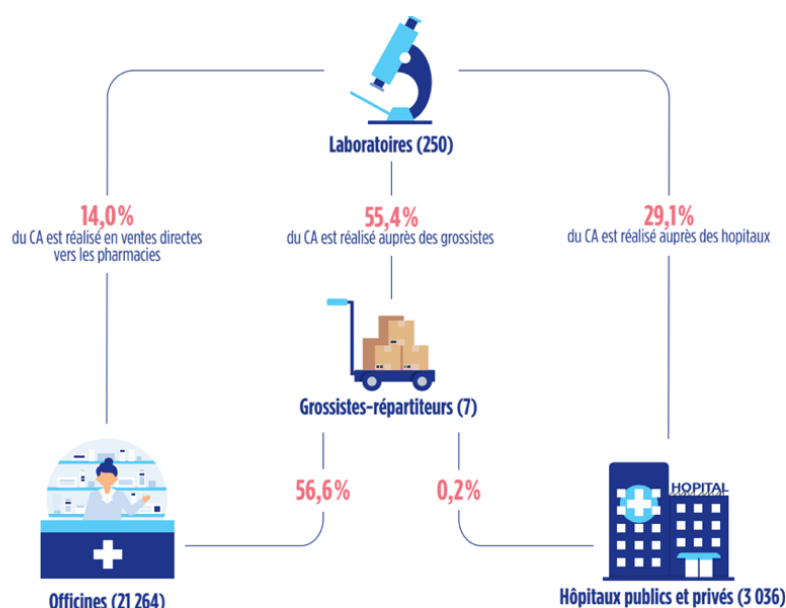 Laboratoires (250)
14,0%
du CA est réalisé en ventes directes
vers les pharmacies
55,4%
du CA est réalisé auprès des grossistes
29,1%
du CA est réalisé auprès des hopitaux
Grossistes-répartiteurs (7)
56,6%
0,2%
HOPITAL
Officines (21 264)
Hôpitaux publics et privés (3 036)